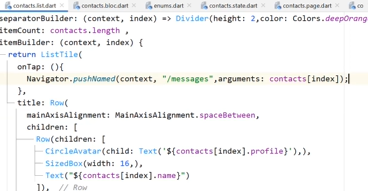 contacts.list.dart × contacts.bloc.dart × enums.dart × contacts.state.dart × contacts.page.dart × co
separatorBuilder: (context, index) => Divider(height: 2,color: Colors.deepOrang
itemCount: contacts.length ,
itemBuilder: (context, index) {
return ListTile(
onTap: (){
Navigator.pushNamed(context, "/messages",arguments: contacts[index]);
},
title: Row(
mainAxisAlignment: MainAxisAlignment.spaceBetween,
children: [
Row(children: [
CircleAvatar(child: Text('${contacts[index].profile}'),),
SizedBox(width: 16,),
Text("${contacts[index].name}")
]), // Row